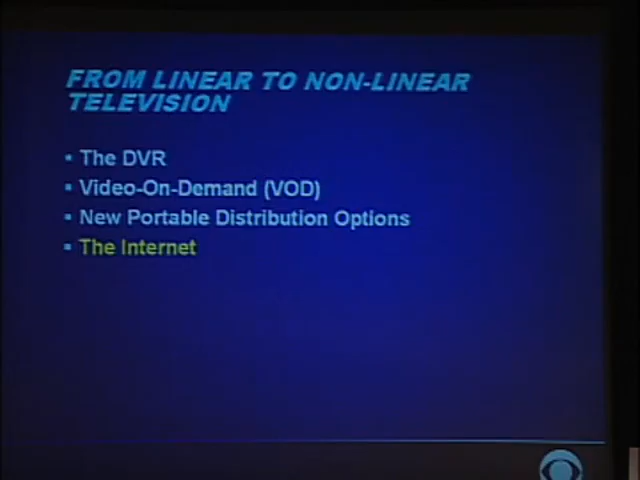 FROM LINEAR TO NON-LINEAR
TELEVISION
▪ The DVR
▪ Video-On-Demand (VOD)
▪ New Portable Distribution Options
▪ The Internet